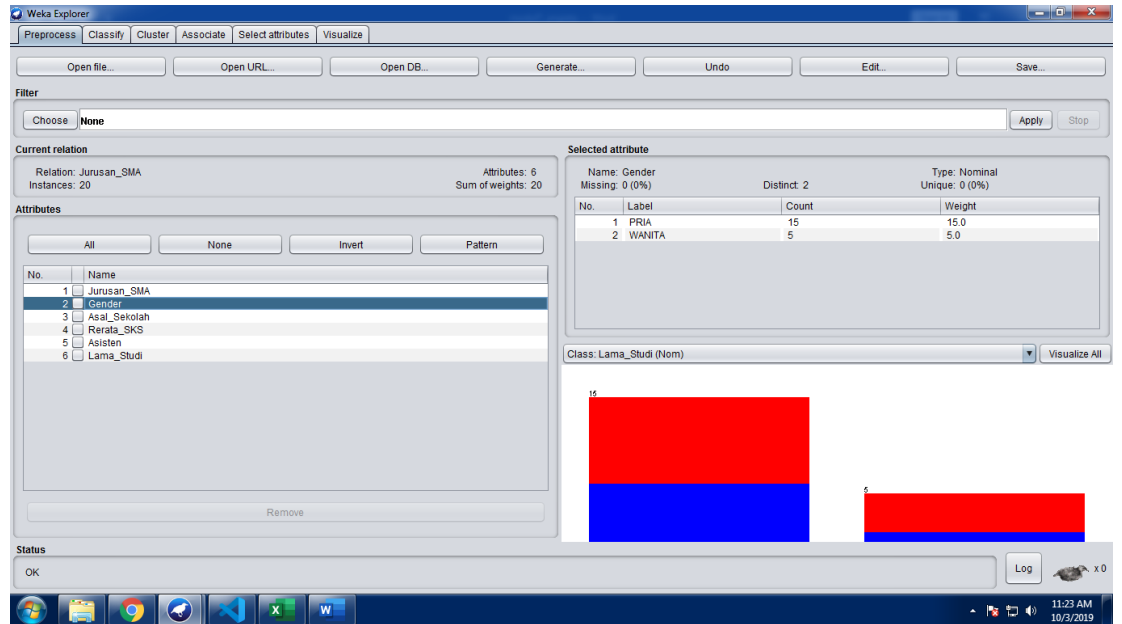 Weka Explorer
Preprocess Classify Cluster Associate Select attributes Visualize
Open file... Open URL... Open DB... Generate... Undo Edit... Save...
Filter
Choose None Apply Stop
Current relation
Relation: Jurusan_SMA Attributes: 6
Instances: 20 Sum of weights: 20
Attributes
All None Invert Pattern
No. Name
1 Jurusan_SMA
2 Gender
3 Asal_Sekolah
4 Rerata_SKS
5 Asisten
6 Lama_Studi
Remove
Selected attribute
Name: Gender Type: Nominal
Missing: 0 (0%) Distinct: 2 Unique: 0 (0%)
No. Label Count Weight
1 PRIA 15 15.0
2 WANITA 5 5.0
Class: Lama_Studi (Nom) Visualize All
15
5
Status
OK Log x 0
11:23 AM
10/3/2019